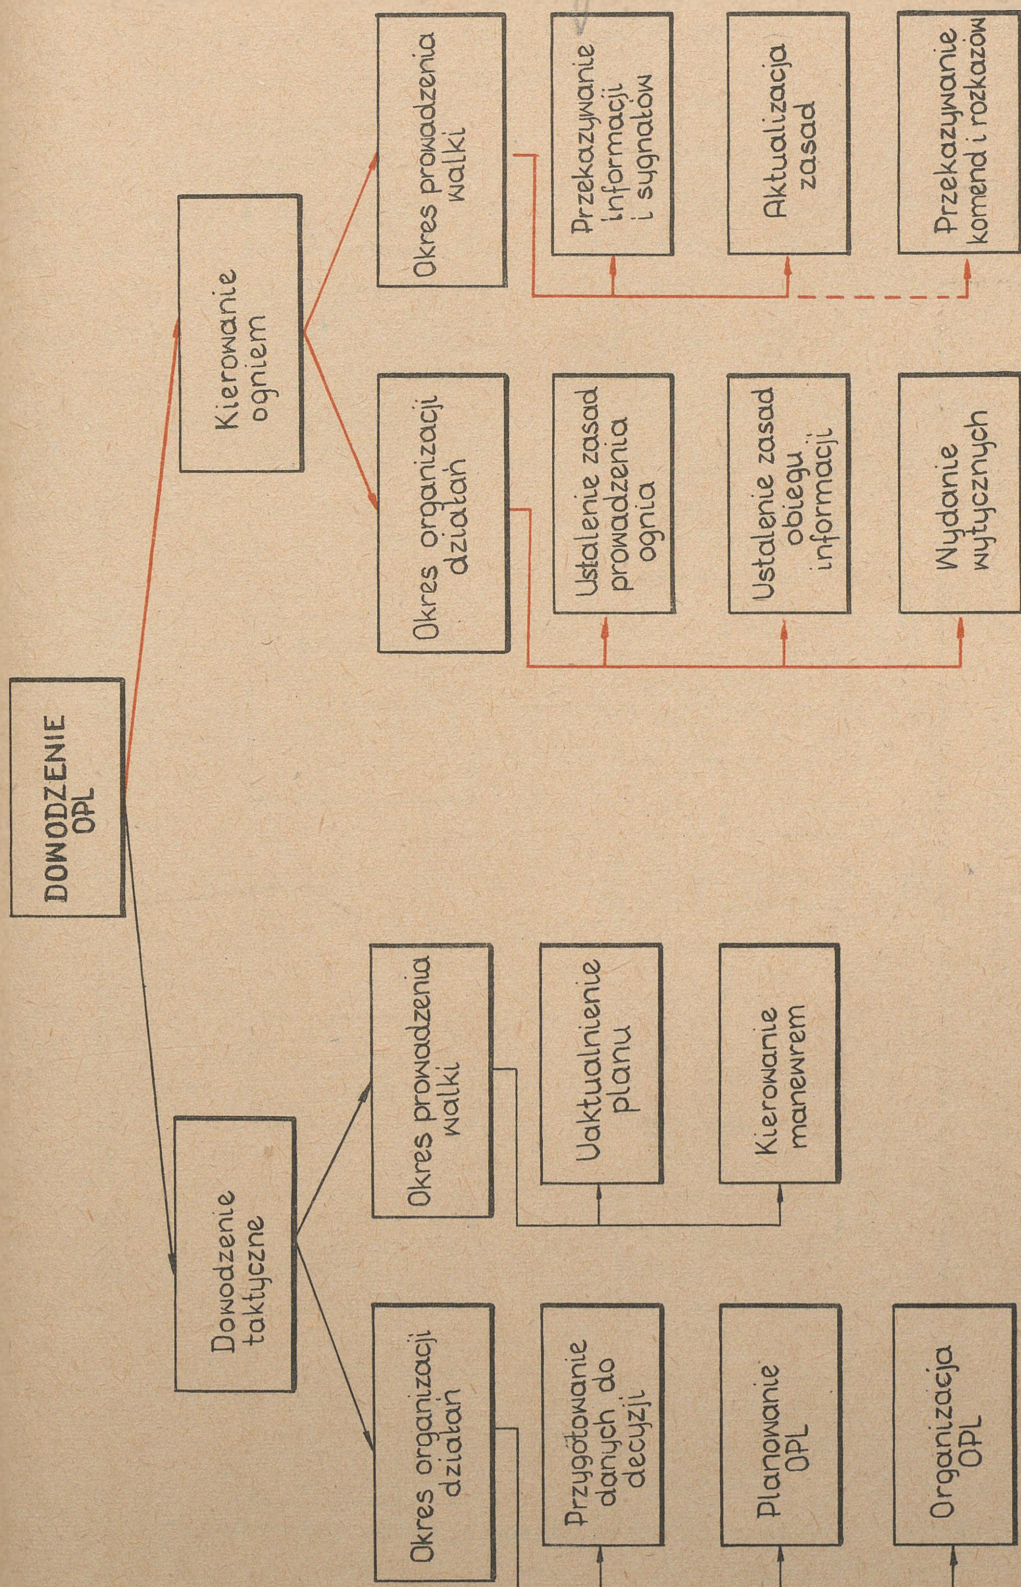 DOWODZENIE
OPL
Dowodzenie
taktyczne
Kierowanie
ogniem
Okres organizacji
działań
Okres prowadzenia
walki
Okres organizacji
działań
Okres prowadzenia
walki
Przygotowanie
danych do
decyzji
Uaktualnienie
planu
Ustalenie zasad
prowadzenia
ognia
Przekazywanie
informacji
i sygnałów
Planowanie
OPL
Kierowanie
manewrem
Ustalenie zasad
obiegu
informacji
Aktualizacja
zasad
Organizacja
OPL
Wydanie
wytycznych
Przekazywanie
komend i rozkazów